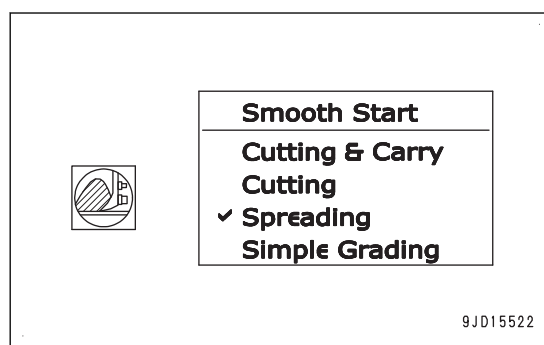 Smooth Start
Cutting & Carry
Cutting
Spreading
Simple Grading
9JD15522